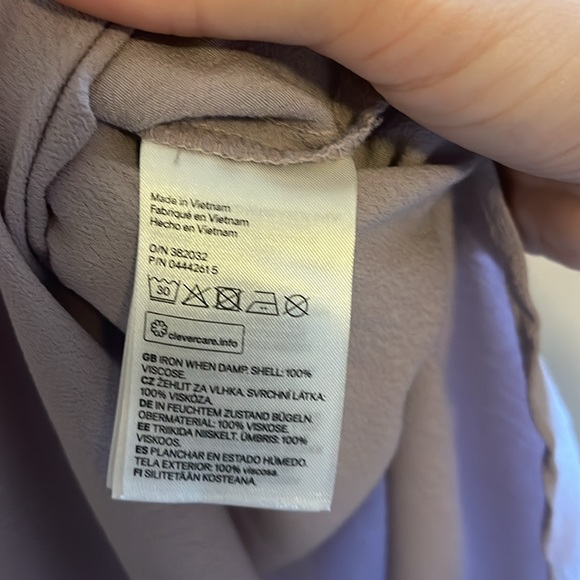 Made in Vietnam
Fabriqué en Vietnam
Hecho en Vietnam
O/N 382032
P/N 04442615
30
clevercare.info
GB IRON WHEN DAMP. SHELL: 100%
VISCOSE.
CZ ŽEHLIT ZA VLHKA. SVRCHNÍ LÁTKA:
100% VISKÓZA.
DE IN FEUCHTEM ZUSTAND BÜGELN.
OBERMATERIAL: 100% VISKOSE.
EE TRIIKIDA NIISKELT. ÜMBRIS: 100%
VISKOOS.
ES PLANCHAR EN ESTADO HÚMEDO.
TELA EXTERIOR: 100% viscosa.
FI SILITETÄÄN KOSTEANA.